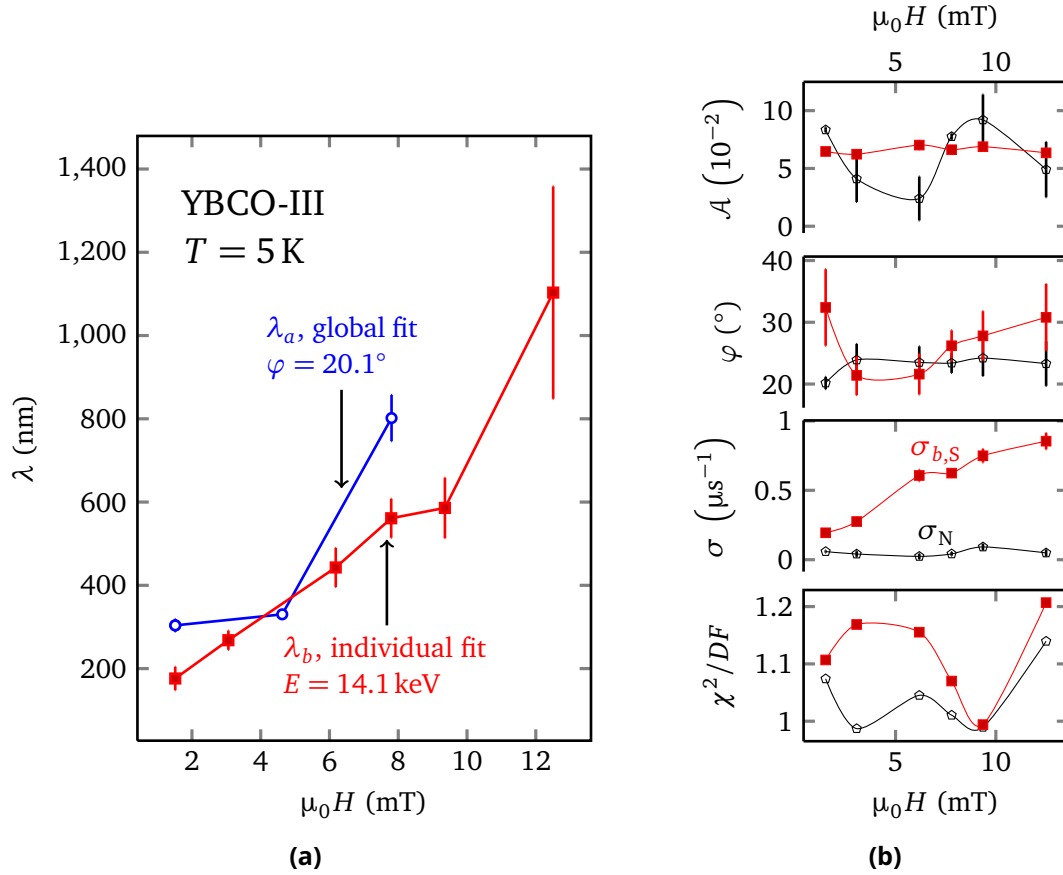 YBCO-III
T = 5 K
λa, global fit
φ = 20.1°
λb, individual fit
E = 14.1 keV
1,400
1,200
1,000
800
600
400
200
λ (nm)
2 4 6 8 10 12
μ0H (mT)
(a)
μ0H (mT)
5 10
10
5
0
𝒜 (10−2)
40
30
20
φ (°)
1
0.5
0
σ (μs−1)
σb,S
σN
1.2
1.1
1
χ2/DF
5 10
μ0H (mT)
(b)